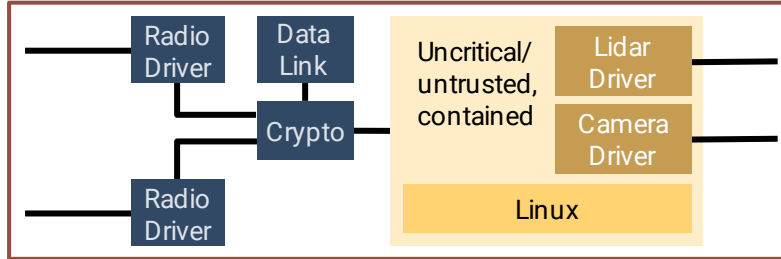 Radio
Driver
Data
Link
Crypto
Radio
Driver
Uncritical/
untrusted,
contained
Lidar
Driver
Camera
Driver
Linux